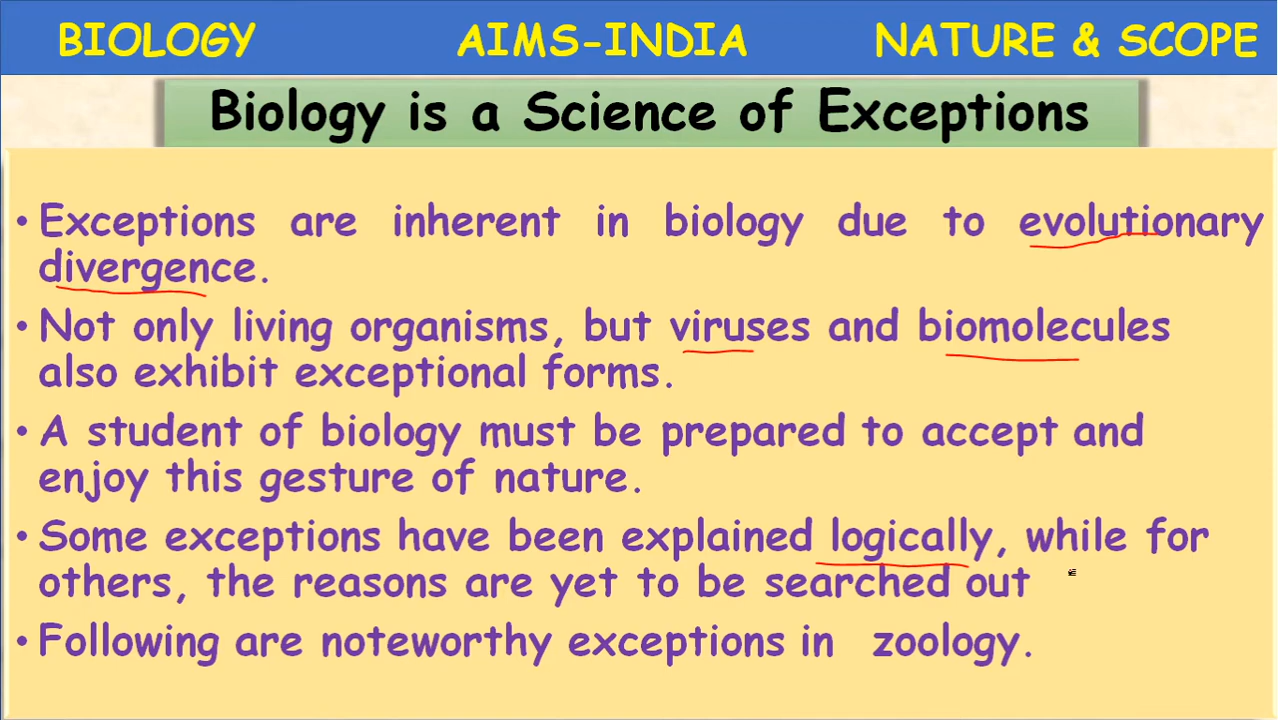 BIOLOGY AIMS-INDIA NATURE & SCOPE
Biology is a Science of Exceptions
• Exceptions are inherent in biology due to evolutionary
divergence.
• Not only living organisms, but viruses and biomolecules
also exhibit exceptional forms.
• A student of biology must be prepared to accept and
enjoy this gesture of nature.
• Some exceptions have been explained logically, while for
others, the reasons are yet to be searched out
• Following are noteworthy exceptions in zoology.